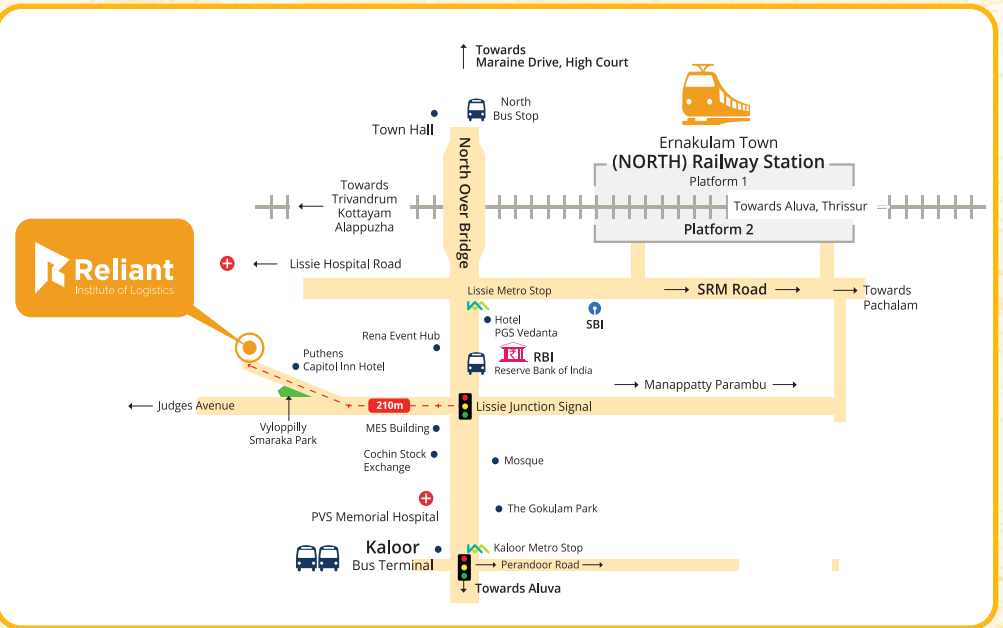 Towards
Maraine Drive, High Court
North
Bus Stop
Town Hall
North Over Bridge
Ernakulam Town
(NORTH) Railway Station
Platform 1
Towards
Trivandrum
Kottayam
Alappuzha
Towards Aluva, Thrissur
Platform 2
Reliant
Institute of Logistics
Lissie Hospital Road
Lissie Metro Stop
SRM Road
Towards
Pachalam
Hotel
PGS Vedanta
SBI
Rena Event Hub
Puthens
Capitol Inn Hotel
RBI
Reserve Bank of India
Manappatty Parambu
Judges Avenue
210m
Lissie Junction Signal
Vyloppilly
Smaraka Park
MES Building
Cochin Stock
Exchange
Mosque
PVS Memorial Hospital
The Gokulam Park
Kaloor
Bus Terminal
Kaloor Metro Stop
Perandoor Road
Towards Aluva